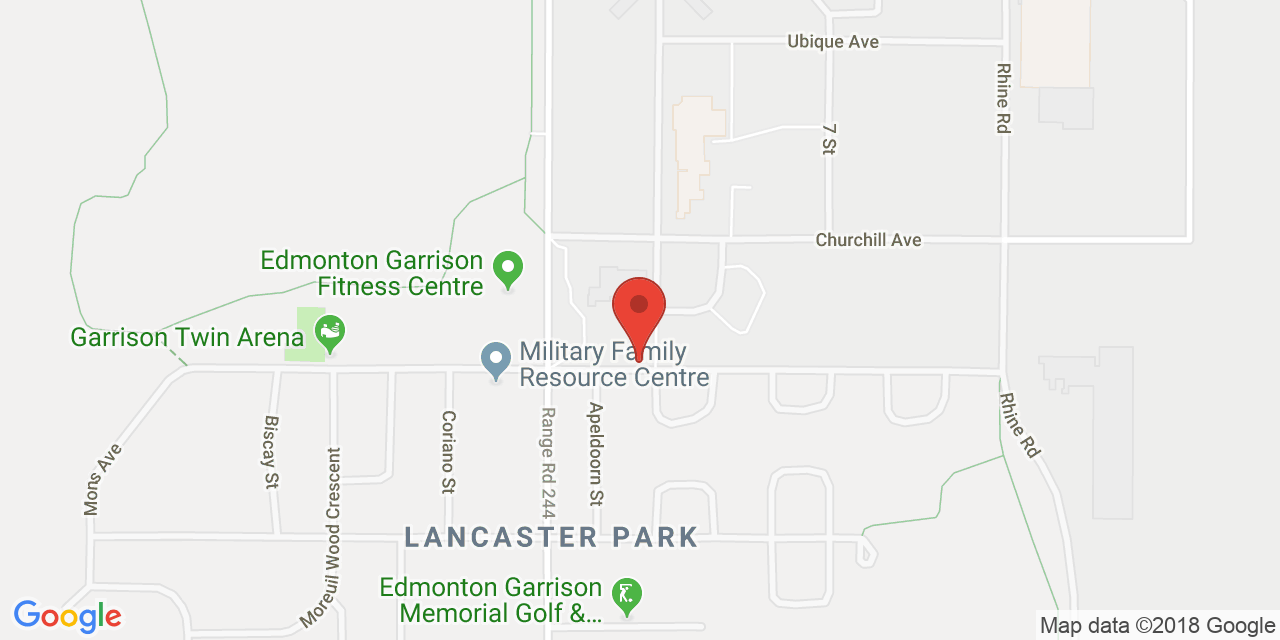 Ubique Ave
Rhine Rd
7 St
Churchill Ave
Edmonton Garrison
Fitness Centre
Garrison Twin Arena
Military Family
Resource Centre
Rhine Rd
Apeldoorn St
Range Rd 244
Coriano St
Biscay St
Moreuil Wood Crescent
Mons Ave
LANCASTER PARK
Edmonton Garrison
Memorial Golf &...
Google
Map data ©2018 Google